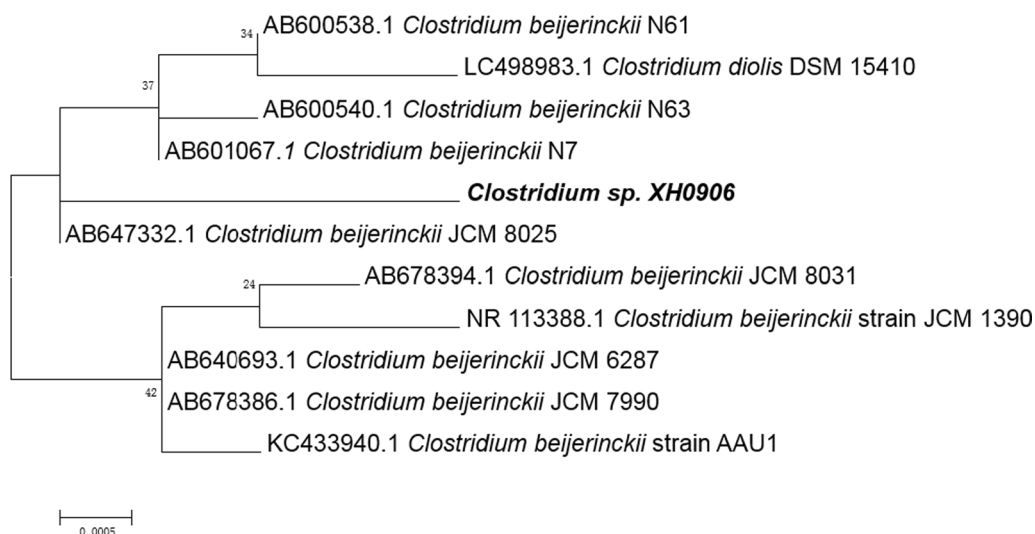 AB600538.1 Clostridium beijerinckii N61
34
LC498983.1 Clostridium diolis DSM 15410
37
AB600540.1 Clostridium beijerinckii N63
AB601067.1 Clostridium beijerinckii N7
Clostridium sp. XH0906
AB647332.1 Clostridium beijerinckii JCM 8025
AB678394.1 Clostridium beijerinckii JCM 8031
24
NR 113388.1 Clostridium beijerinckii strain JCM 1390
AB640693.1 Clostridium beijerinckii JCM 6287
42
AB678386.1 Clostridium beijerinckii JCM 7990
KC433940.1 Clostridium beijerinckii strain AAU1
0.0005